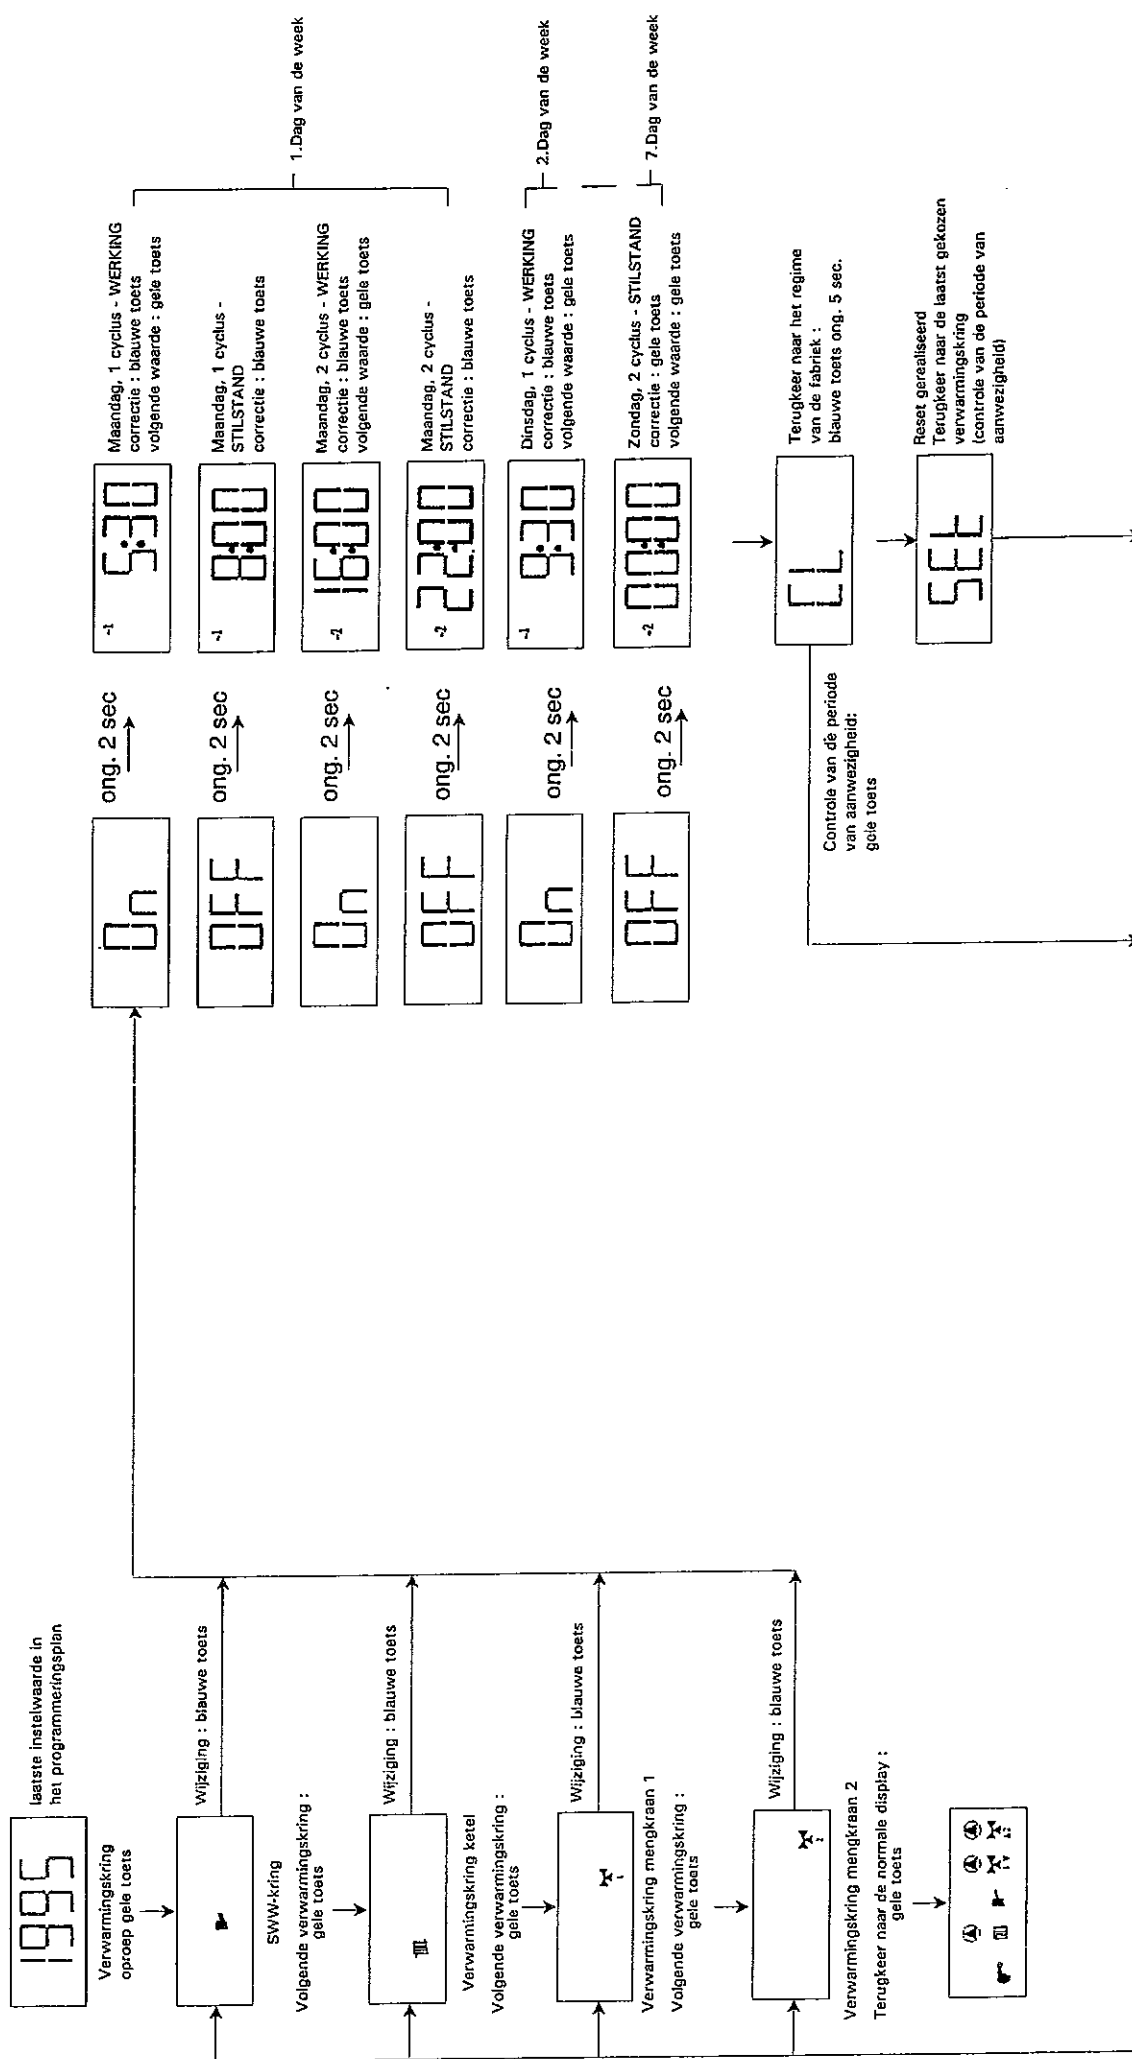 1995
laatste instelwaarde in
het programmeringsplan
Verwarmingskring
oproep gele toets
Wijziging : blauwe toets
SWW-kring
Volgende verwarmingskring :
gele toets
Wijziging : blauwe toets
Verwarmingskring ketel
Volgende verwarmingskring :
gele toets
1
Wijziging : blauwe toets
Verwarmingskring mengkraan 1
Volgende verwarmingskring :
gele toets
2
Wijziging : blauwe toets
Verwarmingskring mengkraan 2
Terugkeer naar de normale display :
gele toets
On
ong. 2 sec
-1
5:30
Maandag, 1 cyclus - WERKING
correctie : blauwe toets
volgende waarde : gele toets
OFF
ong. 2 sec
-1
8:00
Maandag, 1 cyclus -
STILSTAND
correctie : blauwe toets
On
ong. 2 sec
-2
16:00
Maandag, 2 cyclus - WERKING
correctie : blauwe toets
volgende waarde : gele toets
OFF
ong. 2 sec
-2
22:00
Maandag, 2 cyclus -
STILSTAND
correctie : blauwe toets
1.Dag van de week
On
ong. 2 sec
-1
9:30
Dinsdag, 1 cyclus - WERKING
correctie : blauwe toets
volgende waarde : gele toets
2.Dag van de week
OFF
ong. 2 sec
-2
00:00
Zondag, 2 cyclus - STILSTAND
correctie : gele toets
volgende waarde : gele toets
7.Dag van de week
CL
Terugkeer naar het regime
van de fabriek :
blauwe toets ong. 5 sec.
Controle van de periode
van aanwezigheid:
gele toets
SEt
Reset gerealiseerd
Terugkeer naar de laatst gekozen
verwarmingskring
(controle van de periode van
aanwezigheid)